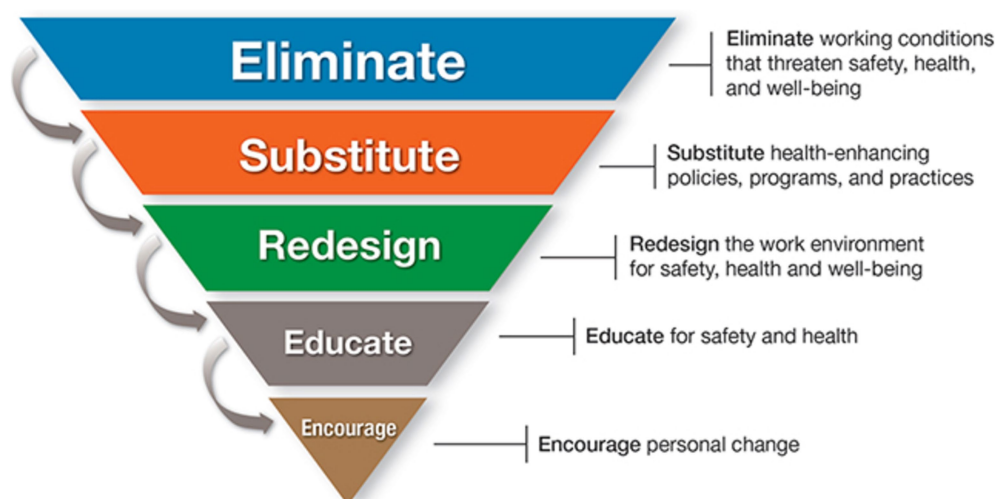 Eliminate
Eliminate working conditions
that threaten safety, health,
and well-being
Substitute
Substitute health-enhancing
policies, programs, and practices
Redesign
Redesign the work environment
for safety, health and well-being
Educate
Educate for safety and health
Encourage
Encourage personal change